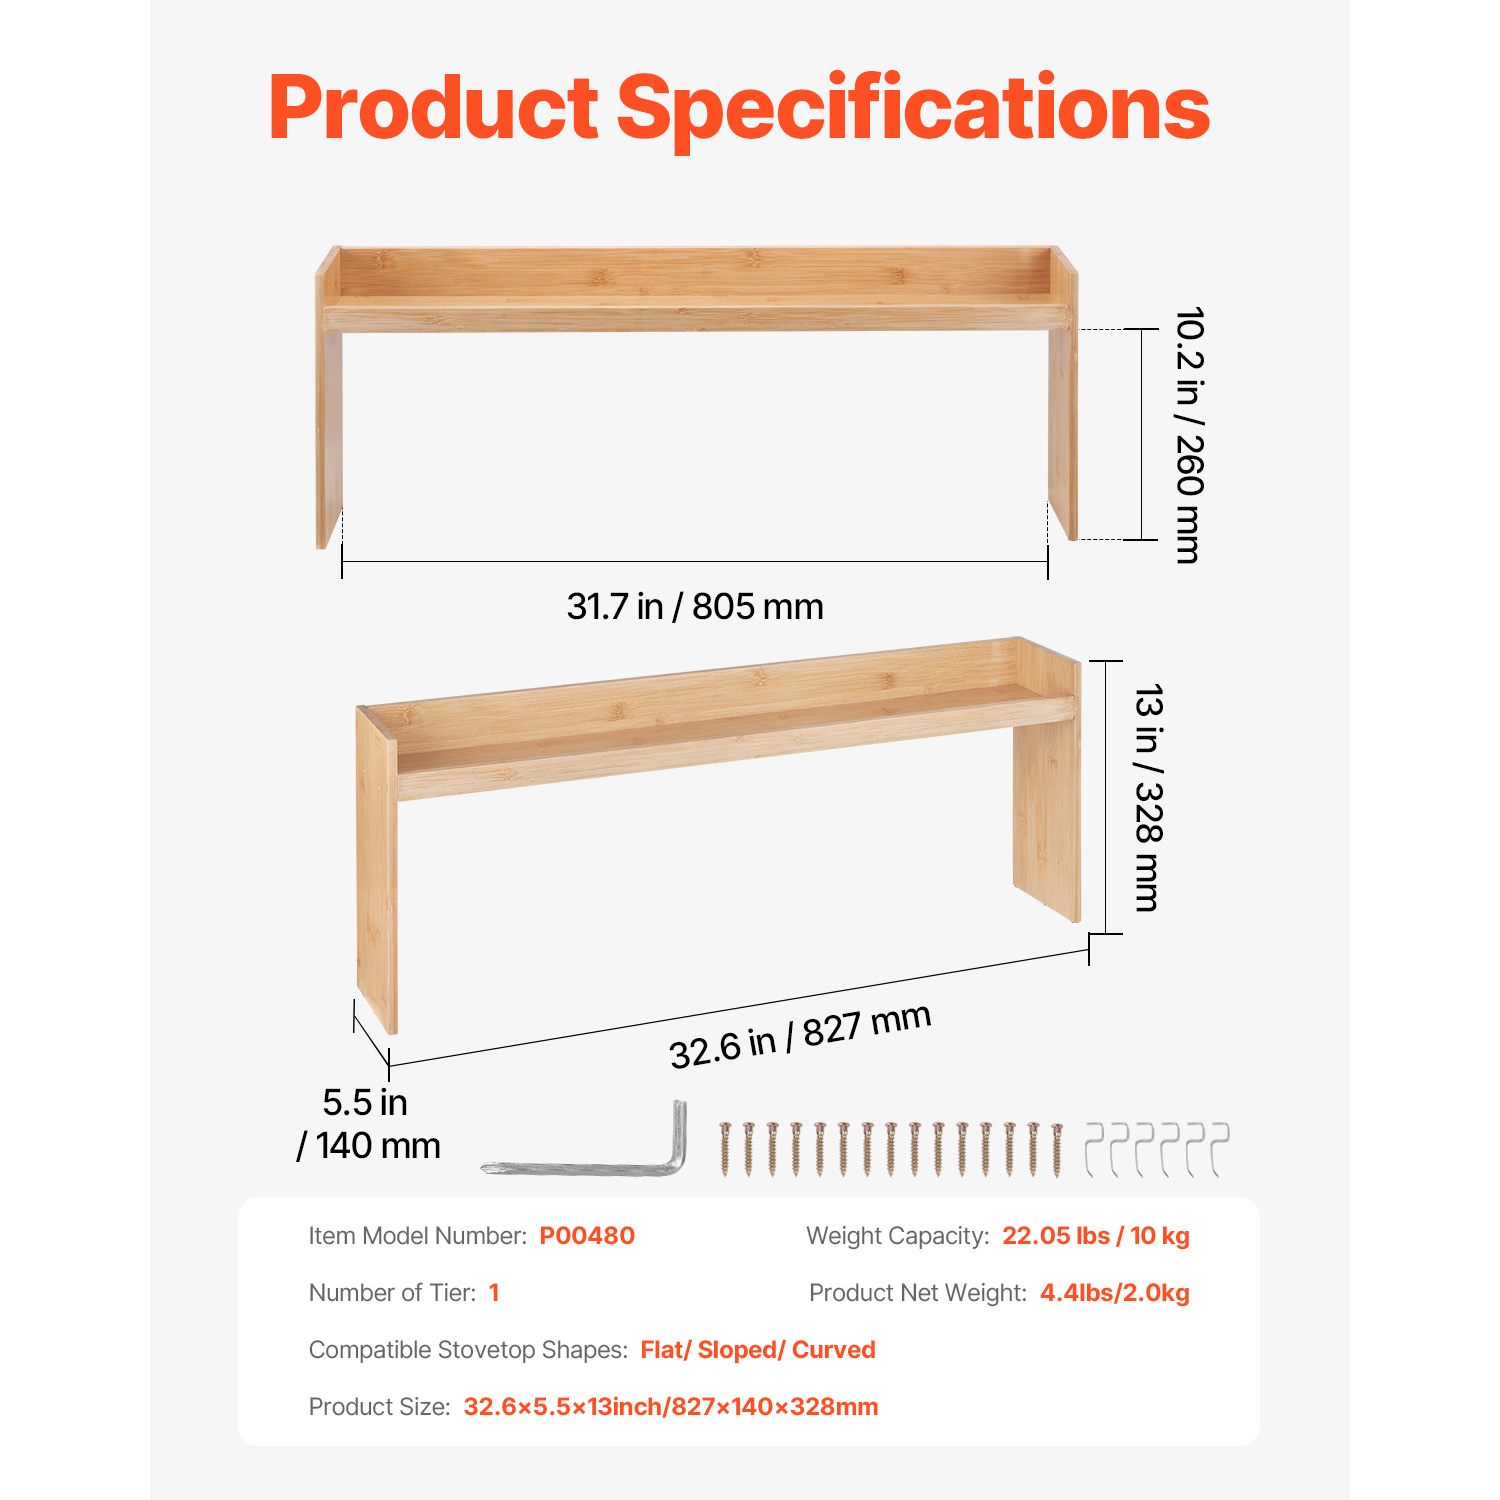 Product Specifications
10.2 in / 260 mm
31.7 in / 805 mm
13 in / 328 mm
32.6 in / 827 mm
5.5 in
/ 140 mm
Item Model Number: P00480
Weight Capacity: 22.05 lbs / 10 kg
Number of Tier: 1
Product Net Weight: 4.4lbs/2.0kg
Compatible Stovetop Shapes: Flat/ Sloped/ Curved
Product Size: 32.6×5.5×13inch/827×140×328mm